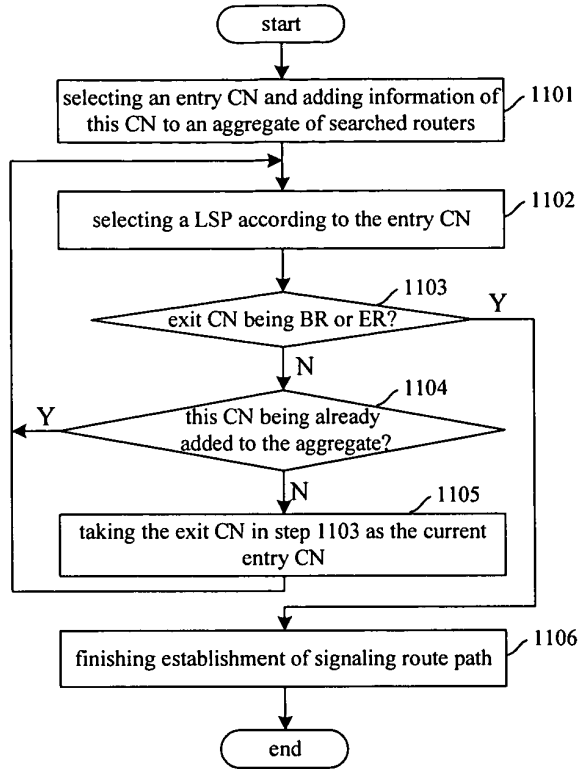 start
selecting an entry CN and adding information of
this CN to an aggregate of searched routers
1101
selecting a LSP according to the entry CN
1102
exit CN being BR or ER?
1103
Y
N
this CN being already
added to the aggregate?
1104
Y
N
taking the exit CN in step 1103 as the current
entry CN
1105
finishing establishment of signaling route path
1106
end